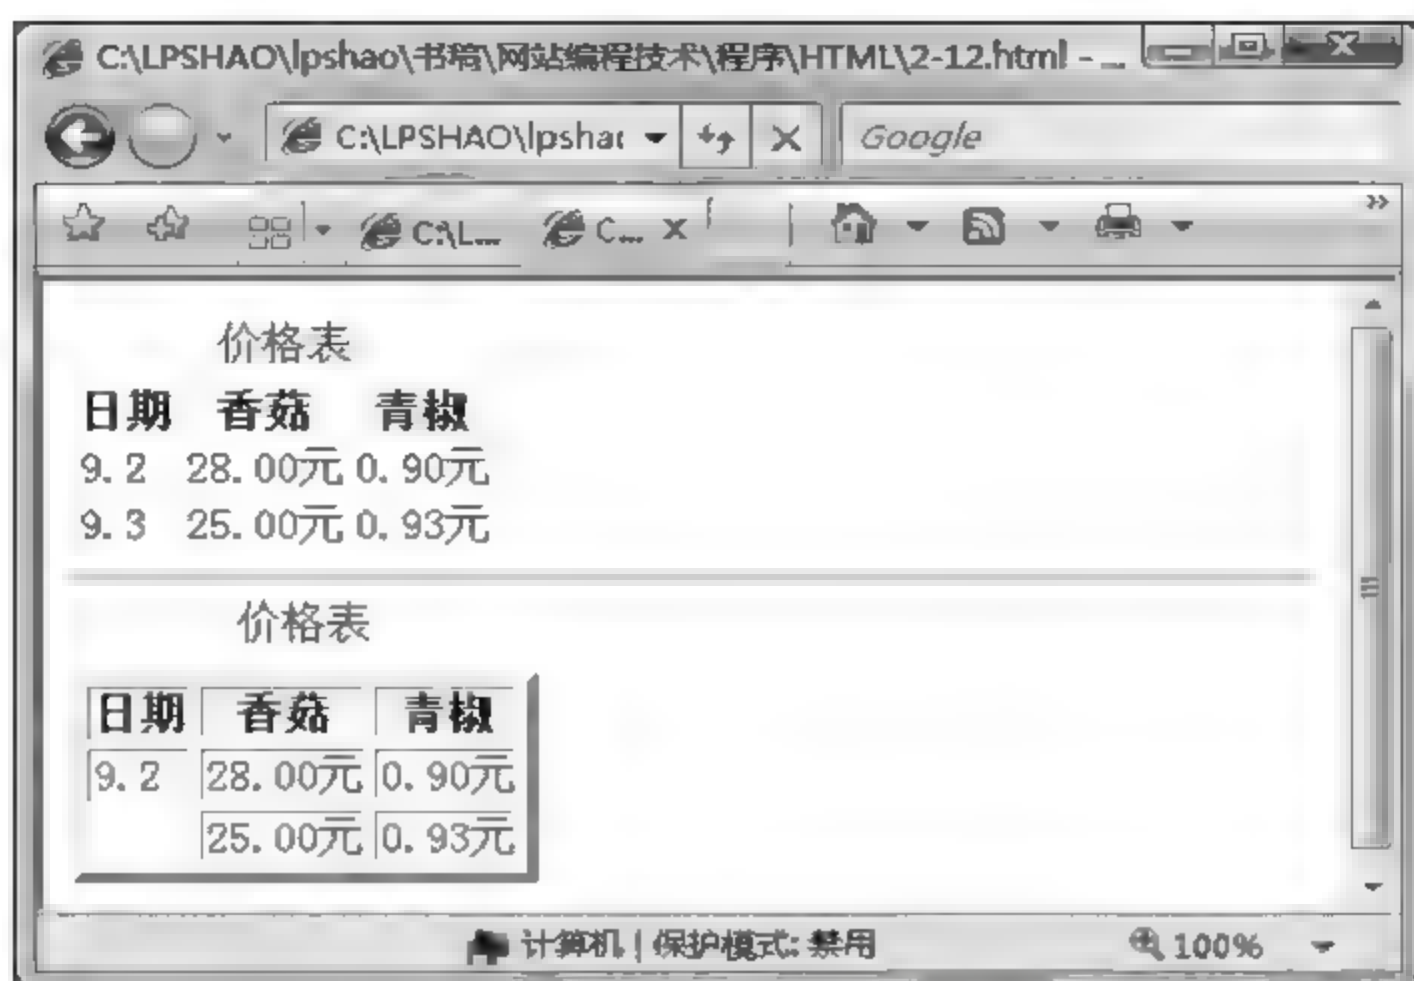 C:\LPSHAO\lpshao\书稿\网站编程技术\程序\HTML\2-12.html - ...
C:\LPSHAO\lpshac Google
C:\L... C...
价格表
日期 香菇 青椒
9.2 28.00元 0.90元
9.3 25.00元 0.93元
价格表
日期 香菇 青椒
9.2 28.00元 0.90元
25.00元 0.93元
计算机 | 保护模式: 禁用 100%